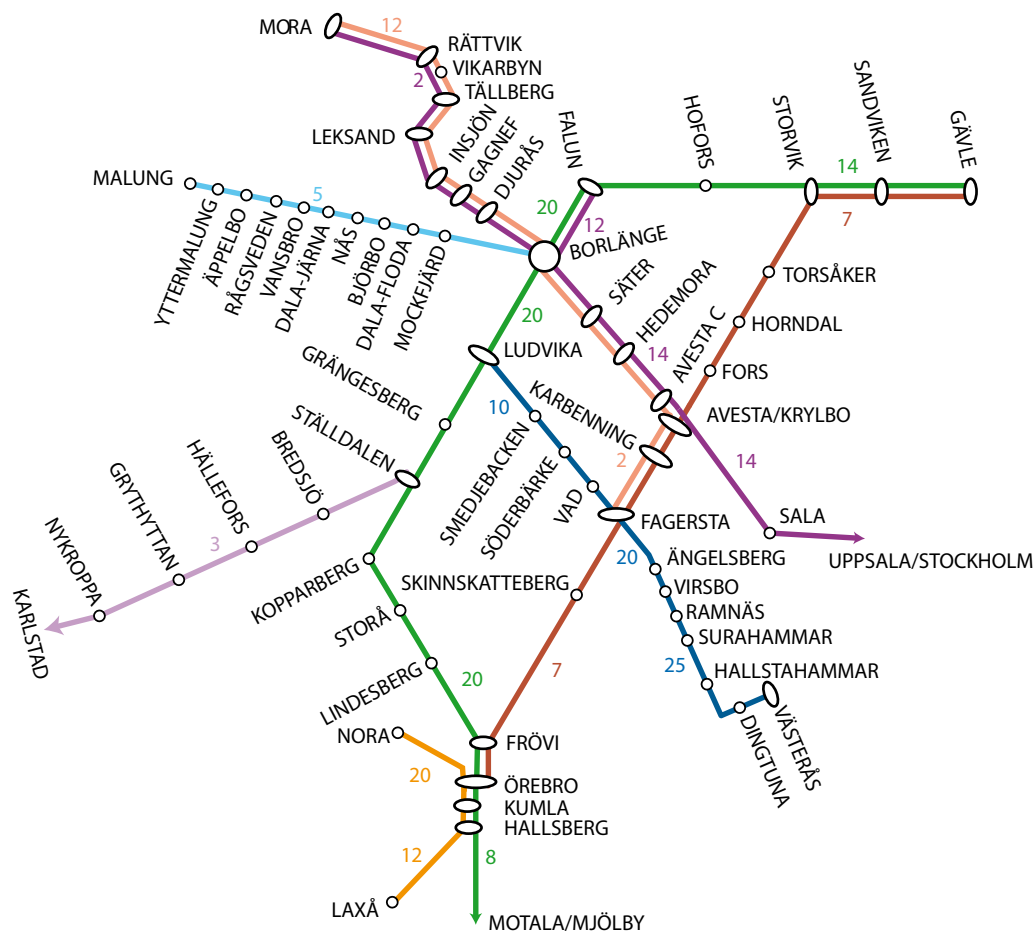 MORA
12
RÄTTVIK
VIKARBYN
2
TÄLLBERG
LEKSAND
INSJÖN
GAGNEF
DJURÅS
FALUN
HOFORS
STORVIK
SANDVIKEN
GÄVLE
14
7
MALUNG
5
YTTERMALUNG
ÄPPELBO
RÅGSVEDEN
VANSBRO
DALA-JÄRNA
NÅS
BJÖRBO
DALA-FLODA
MOCKFJÄRD
20
12
BORLÄNGE
SÄTER
HEDEMORA
14
AVESTA C
TORSÅKER
HORNDAL
FORS
20
LUDVIKA
GRÄNGESBERG
STÄLLDALEN
10
SMEDJEBACKEN
SÖDERBÄRKE
VAD
KARBENNING
AVESTA/KRYLBO
2
14
FAGERSTA
SALA
UPPSALA/STOCKHOLM
BREDSJÖ
HÄLLEFORS
GRYTHYTTAN
NYKROPPA
KARLSTAD
3
KOPPARBERG
STORÅ
LINDESBERG
20
SKINNSKATTEBERG
7
20
ÄNGELSBERG
VIRSBO
RAMNÄS
SURAHAMMAR
25
HALLSTAHAMMAR
DINGTUNA
VÄSTERÅS
NORA
20
FRÖVI
ÖREBRO
KUMLA
HALLSBERG
12
8
LAXÅ
MOTALA/MJÖLBY